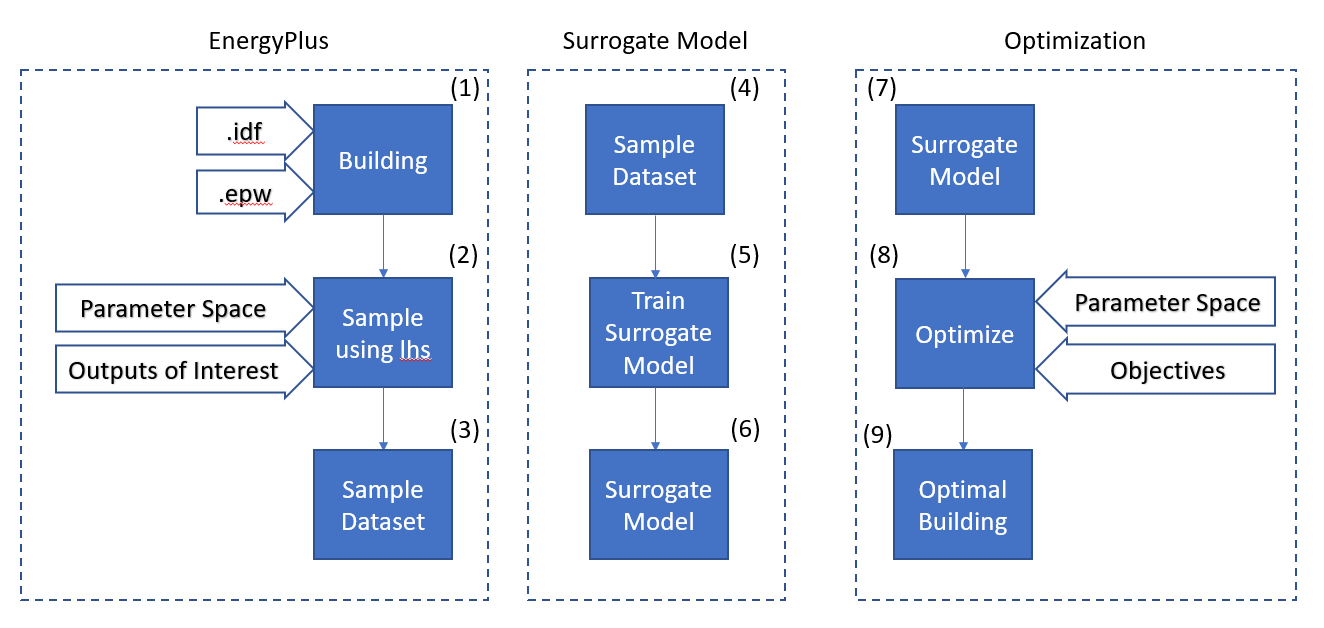 EnergyPlus
(1)
.idf
.epw
Building
(2)
Parameter Space
Outputs of Interest
Sample
using lhs
(3)
Sample
Dataset
Surrogate Model
(4)
Sample
Dataset
(5)
Train
Surrogate
Model
(6)
Surrogate
Model
Optimization
(7)
Surrogate
Model
(8)
Optimize
Parameter Space
Objectives
(9)
Optimal
Building